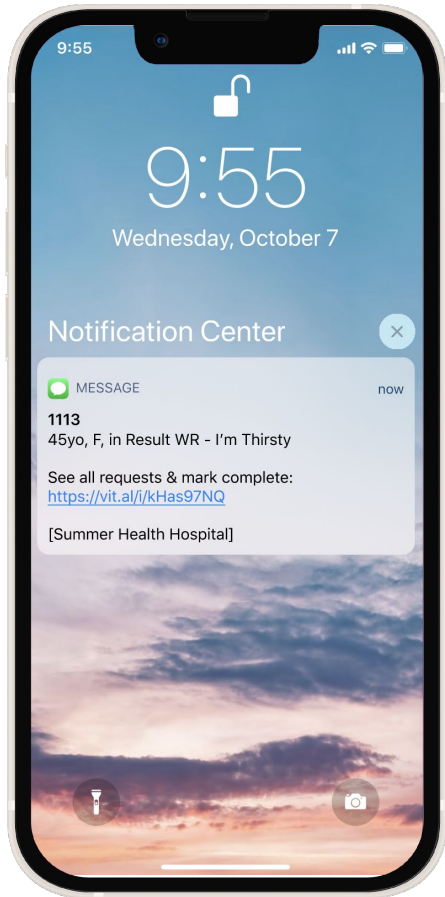 9:55
9:55
Wednesday, October 7
Notification Center
MESSAGE now
1113
45yo, F, in Result WR - I'm Thirsty
See all requests & mark complete:
https://vit.al/i/kHas97NQ
[Summer Health Hospital]